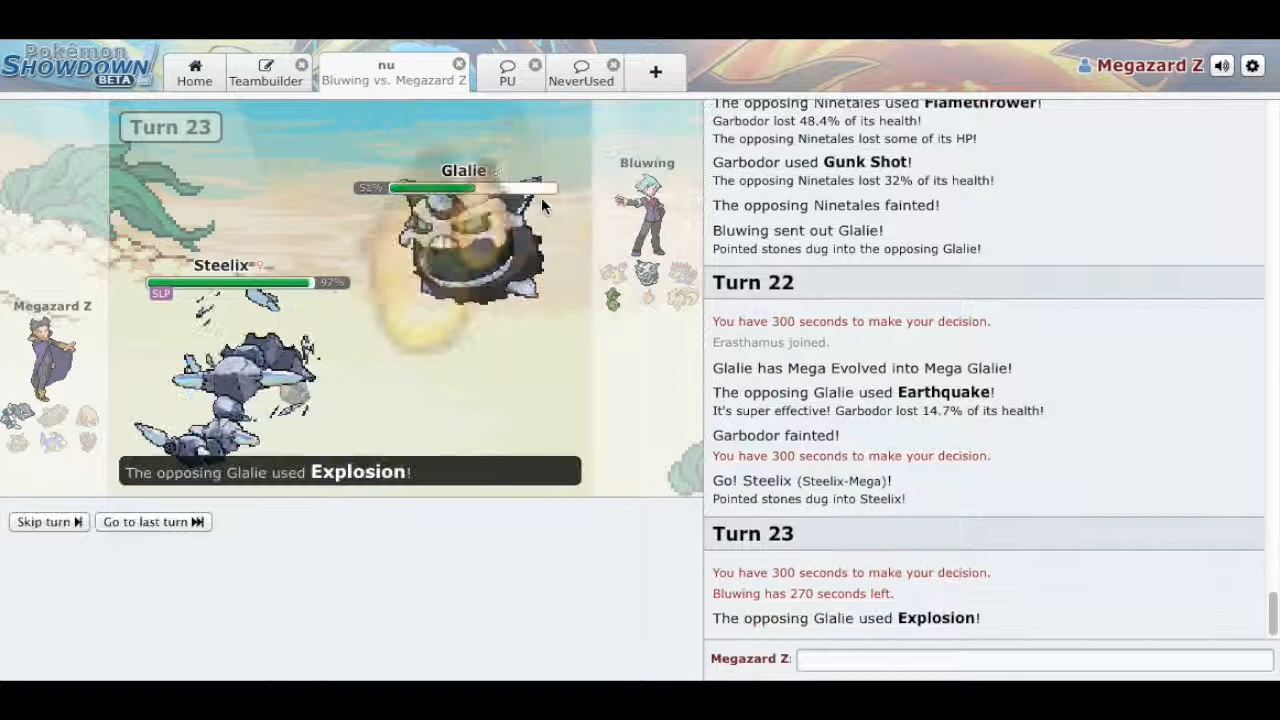 Pokémon
SHOWDOWN
BETA
Home
Teambuilder
nu
Bluwing vs. Megazard Z
PU
NeverUsed
+
Megazard Z
Turn 23
Glalie
51%
Bluwing
Steelix♀
97%
SLP
Megazard Z
The opposing Glalie used Explosion!
Skip turn
Go to last turn
The opposing Ninetales used Flamethrower!
Garbodor lost 48.4% of its health!
The opposing Ninetales lost some of its HP!
Garbodor used Gunk Shot!
The opposing Ninetales lost 32% of its health!
The opposing Ninetales fainted!
Bluwing sent out Glalie!
Pointed stones dug into the opposing Glalie!
Turn 22
You have 300 seconds to make your decision.
Erasthamus joined.
Glalie has Mega Evolved into Mega Glalie!
The opposing Glalie used Earthquake!
It's super effective! Garbodor lost 14.7% of its health!
Garbodor fainted!
You have 300 seconds to make your decision.
Go! Steelix (Steelix-Mega)!
Pointed stones dug into Steelix!
Turn 23
You have 300 seconds to make your decision.
Bluwing has 270 seconds left.
The opposing Glalie used Explosion!
Megazard Z: